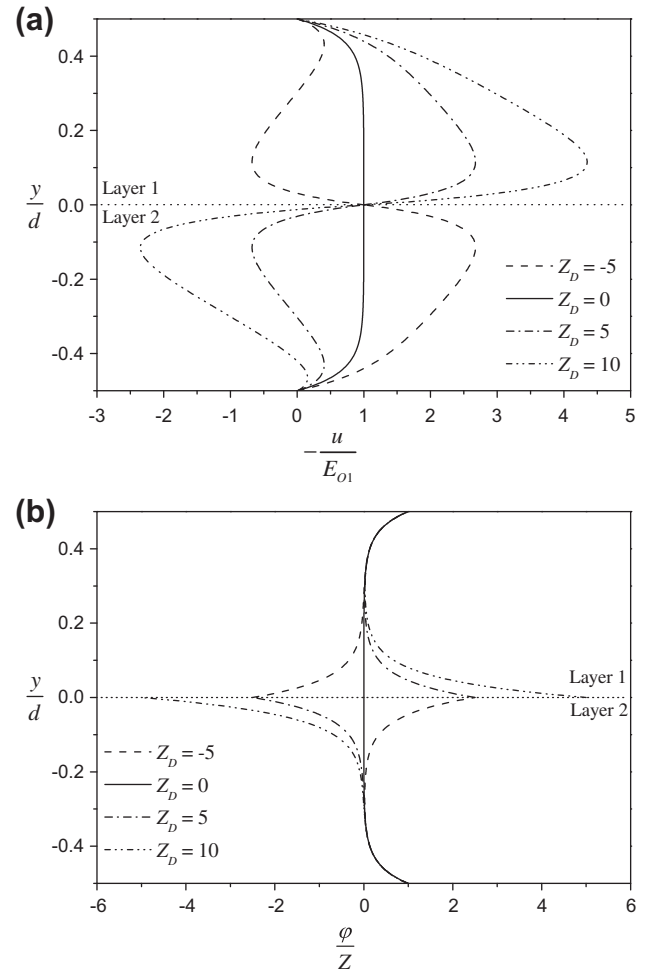 (a)
0.4
0.2
Layer 1
y/d
0.0
Layer 2
-0.2
Z_D = -5
Z_D = 0
-0.4
Z_D = 5
Z_D = 10
-3 -2 -1 0 1 2 3 4 5
-u/E_O1
(b)
0.4
0.2
Layer 1
y/d
0.0
Layer 2
Z_D = -5
-0.2
Z_D = 0
Z_D = 5
-0.4
Z_D = 10
-6 -4 -2 0 2 4 6
φ/Z